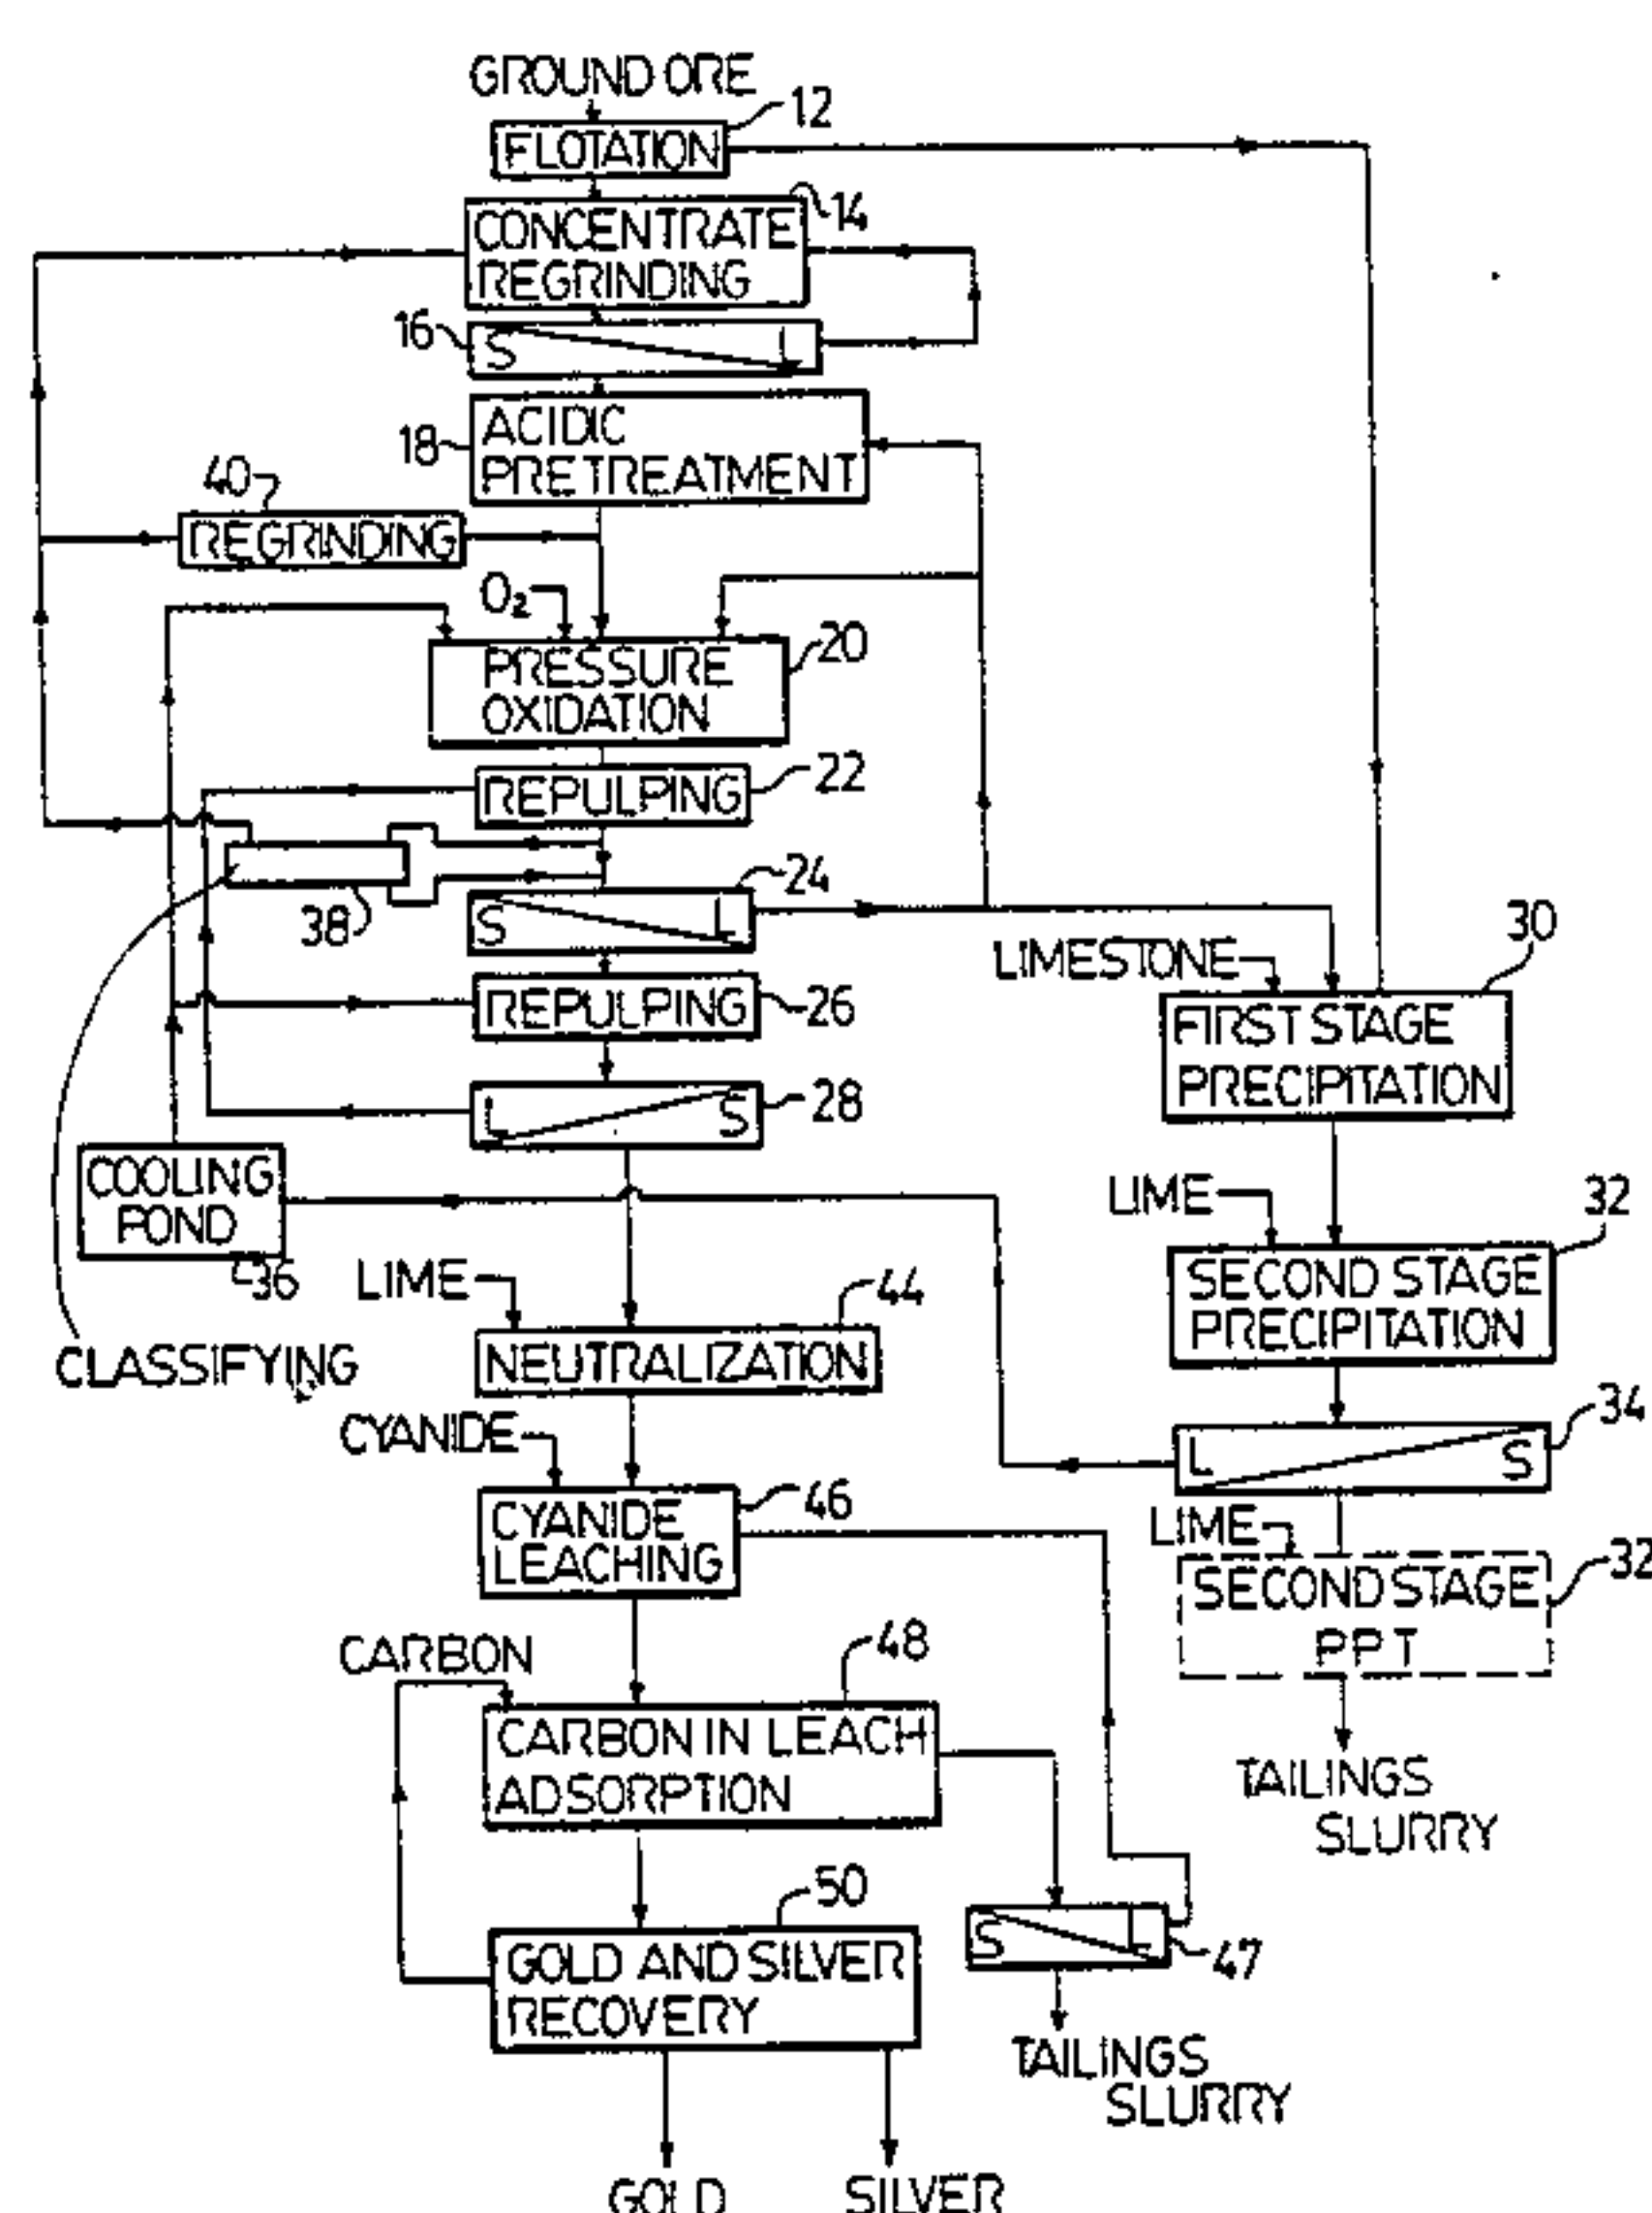 GROUND ORE
12
FLOTATION
14
CONCENTRATE
REGRINDING
16
S L
18
ACIDIC
PRETREATMENT
40
REGRINDING
O₂
20
PRESSURE
OXIDATION
22
REPULPING
38
24
S L
LIMESTONE
30
26
REPULPING
FIRST STAGE
PRECIPITATION
28
L S
COOLING
POND
36
LIME
32
SECOND STAGE
PRECIPITATION
LIME
44
CLASSIFYING
NEUTRALIZATION
34
L S
CYANIDE
46
CYANIDE
LEACHING
LIME
32
SECOND STAGE
PPT
CARBON
48
CARBON IN LEACH
ADSORPTION
TAILINGS
SLURRY
50
GOLD AND SILVER
RECOVERY
S L
47
TAILINGS
SLURRY
GOLD SILVER